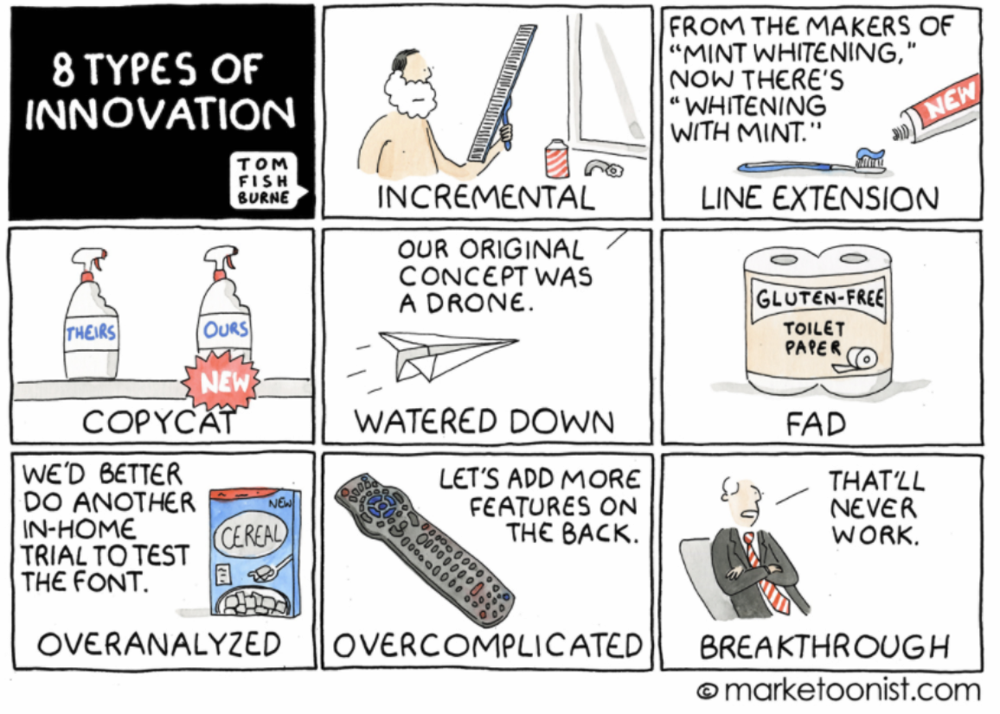 8 TYPES OF
INNOVATION
TOM
FISH
BURNE
INCREMENTAL
FROM THE MAKERS OF
“MINT WHITENING,”
NOW THERE'S
“WHITENING
WITH MINT.”
NEW
LINE EXTENSION
THEIRS
OURS
NEW
COPYCAT
OUR ORIGINAL
CONCEPT WAS
A DRONE.
WATERED DOWN
GLUTEN-FREE
TOILET
PAPER
FAD
WE'D BETTER
DO ANOTHER
IN-HOME
TRIAL TO TEST
THE FONT.
NEW
CEREAL
OVERANALYZED
LET'S ADD MORE
FEATURES ON
THE BACK.
OVERCOMPLICATED
THAT'LL
NEVER
WORK.
BREAKTHROUGH
© marketoonist.com